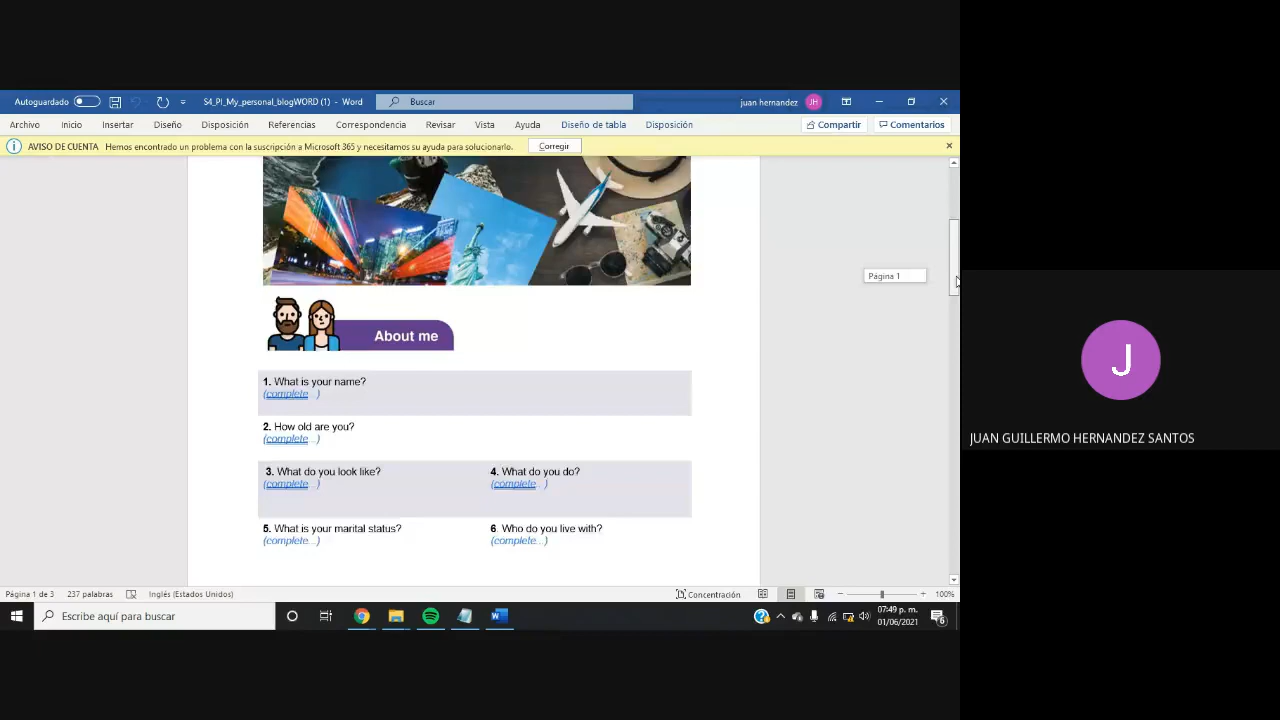 Autoguardado S4_PI_My_personal_blogWORD (1) - Word Buscar juan hernandez JH
Archivo Inicio Insertar Diseño Disposición Referencias Correspondencia Revisar Vista Ayuda Diseño de tabla Disposición Compartir Comentarios
AVISO DE CUENTA Hemos encontrado un problema con la suscripción a Microsoft 365 y necesitamos su ayuda para solucionarlo. Corregir
Página 1
About me
1. What is your name?
(complete...)
2. How old are you?
(complete...)
3. What do you look like? 4. What do you do?
(complete...) (complete...)
5. What is your marital status? 6. Who do you live with?
(complete...) (complete...)
J
JUAN GUILLERMO HERNANDEZ SANTOS
Página 1 de 3 237 palabras Inglés (Estados Unidos) Concentración 100%
Escribe aquí para buscar 07:49 p. m.
01/06/2021 6